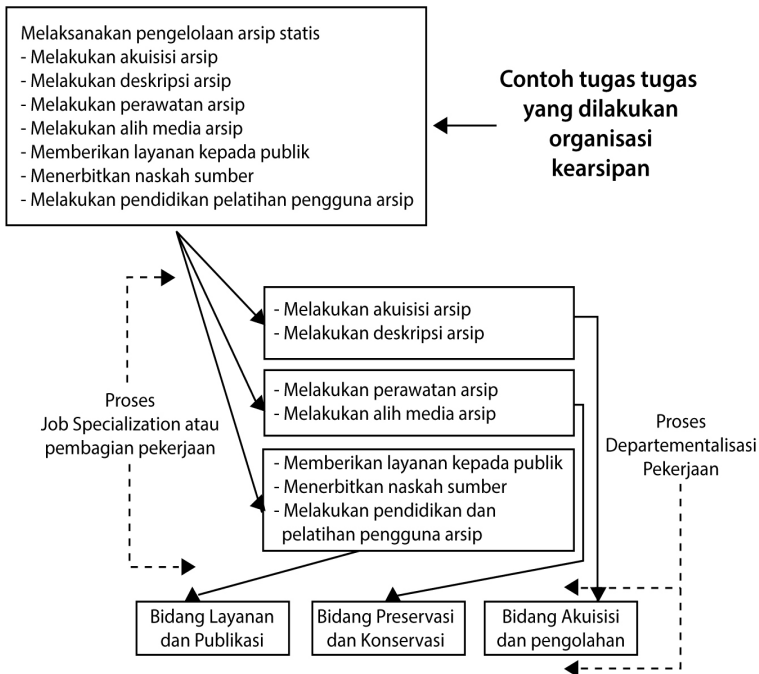 Melaksanakan pengelolaan arsip statis
- Melakukan akuisisi arsip
- Melakukan deskripsi arsip
- Melakukan perawatan arsip
- Melakukan alih media arsip
- Memberikan layanan kepada publik
- Menerbitkan naskah sumber
- Melakukan pendidikan pelatihan pengguna arsip
Contoh tugas tugas
yang dilakukan
organisasi
kearsipan
- Melakukan akuisisi arsip
- Melakukan deskripsi arsip
- Melakukan perawatan arsip
- Melakukan alih media arsip
- Memberikan layanan kepada publik
- Menerbitkan naskah sumber
- Melakukan pendidikan dan
pelatihan pengguna arsip
Proses
Job Specialization atau
pembagian pekerjaan
Proses
Departementalisasi
Pekerjaan
Bidang Layanan
dan Publikasi
Bidang Preservasi
dan Konservasi
Bidang Akuisisi
dan pengolahan